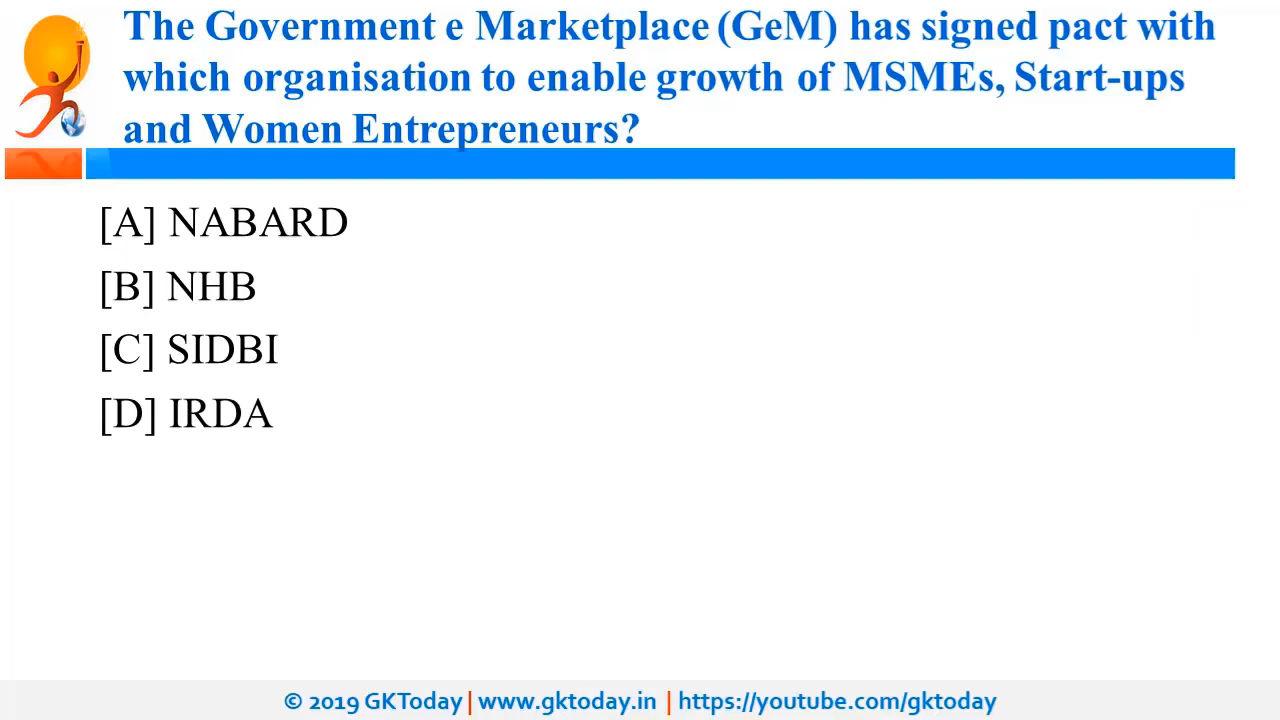 The Government e Marketplace (GeM) has signed pact with
which organisation to enable growth of MSMEs, Start-ups
and Women Entrepreneurs?
[A] NABARD
[B] NHB
[C] SIDBI
[D] IRDA
© 2019 GKToday | www.gktoday.in | https://youtube.com/gktoday